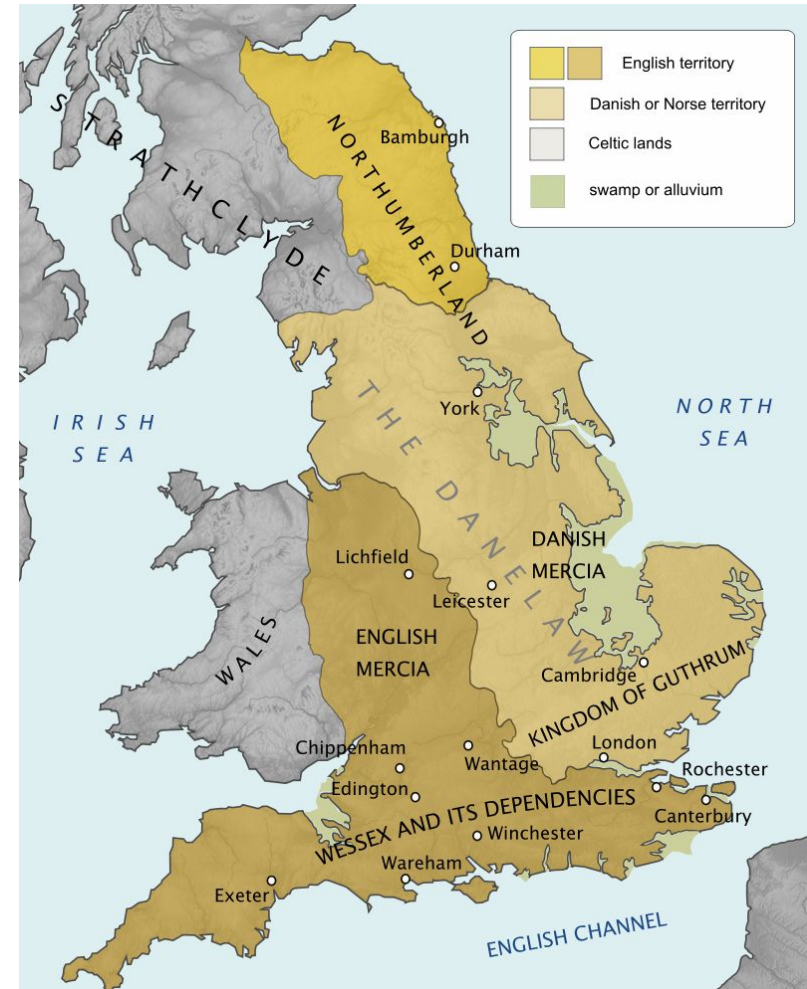 English territory
Danish or Norse territory
Celtic lands
swamp or alluvium
STRATHCLYDE
NORTHUMBERLAND
Bamburgh
Durham
THE DANELAW
York
IRISH
SEA
NORTH
SEA
DANISH
MERCIA
Lichfield
Leicester
ENGLISH
MERCIA
WALES
Cambridge
KINGDOM OF GUTHRUM
Chippenham
Wantage
London
Rochester
Edington
WESSEX AND ITS DEPENDENCIES
Canterbury
Winchester
Wareham
Exeter
ENGLISH CHANNEL